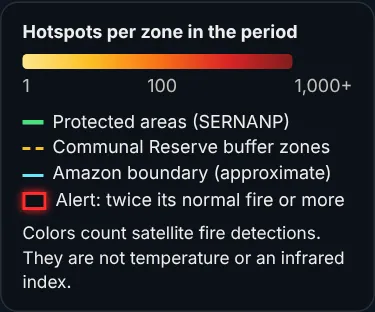 Hotspots per zone in the period
1 100 1,000+
Protected areas (SERNANP)
Communal Reserve buffer zones
Amazon boundary (approximate)
Alert: twice its normal fire or more
Colors count satellite fire detections.
They are not temperature or an infrared
index.